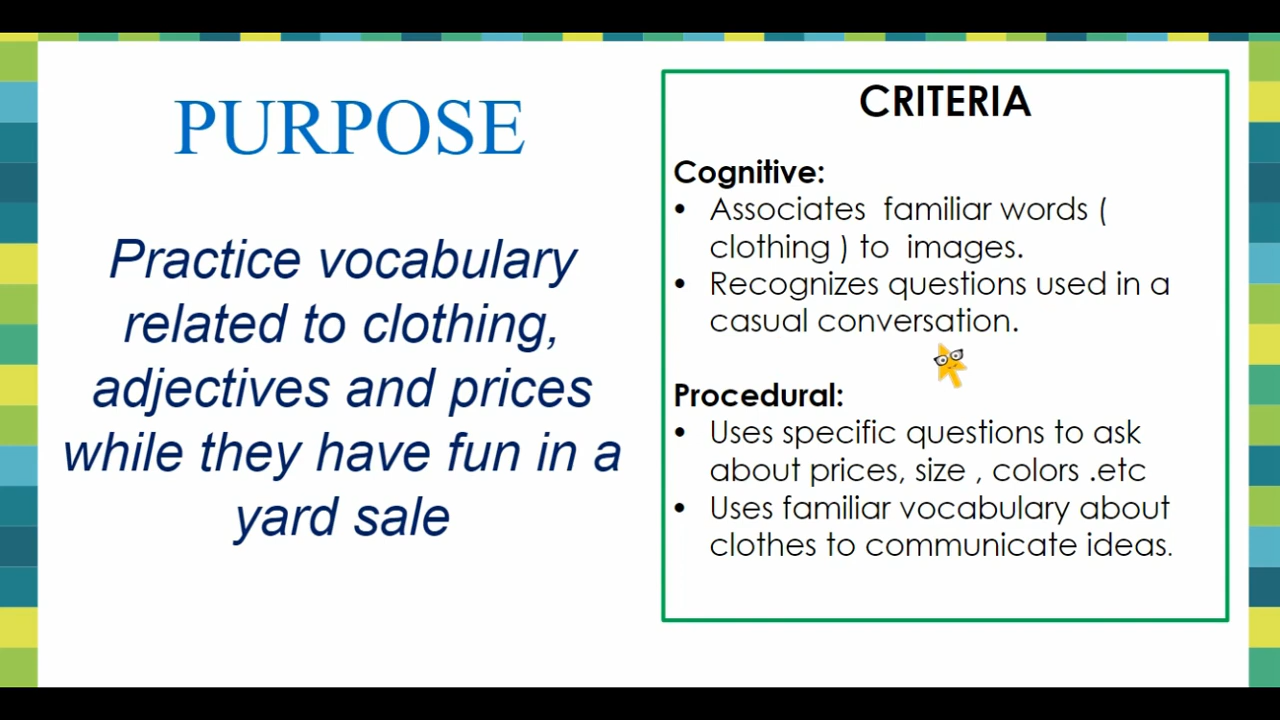 PURPOSE
Practice vocabulary
related to clothing,
adjectives and prices
while they have fun in a
yard sale
CRITERIA
Cognitive:
• Associates  familiar words (
clothing ) to  images.
• Recognizes questions used in a
casual conversation.
Procedural:
• Uses specific questions to ask
about prices, size , colors .etc
• Uses familiar vocabulary about
clothes to communicate ideas.